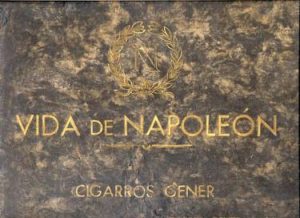 N
VIDA DE NAPOLEÓN
CIGARROS GENER